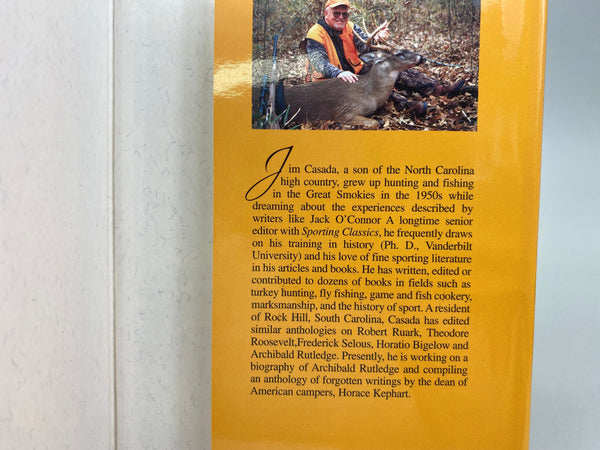 Jim Casada, a son of the North Carolina
high country, grew up hunting and fishing
in the Great Smokies in the 1950s while
dreaming about the experiences described by
writers like Jack O'Connor A longtime senior
editor with Sporting Classics, he frequently draws
on his training in history (Ph. D., Vanderbilt
University) and his love of fine sporting literature
in his articles and books. He has written, edited or
contributed to dozens of books in fields such as
turkey hunting, fly fishing, game and fish cookery,
marksmanship, and the history of sport. A resident
of Rock Hill, South Carolina, Casada has edited
similar anthologies on Robert Ruark, Theodore
Roosevelt,Frederick Selous, Horatio Bigelow and
Archibald Rutledge. Presently, he is working on a
biography of Archibald Rutledge and compiling
an anthology of forgotten writings by the dean of
American campers, Horace Kephart.